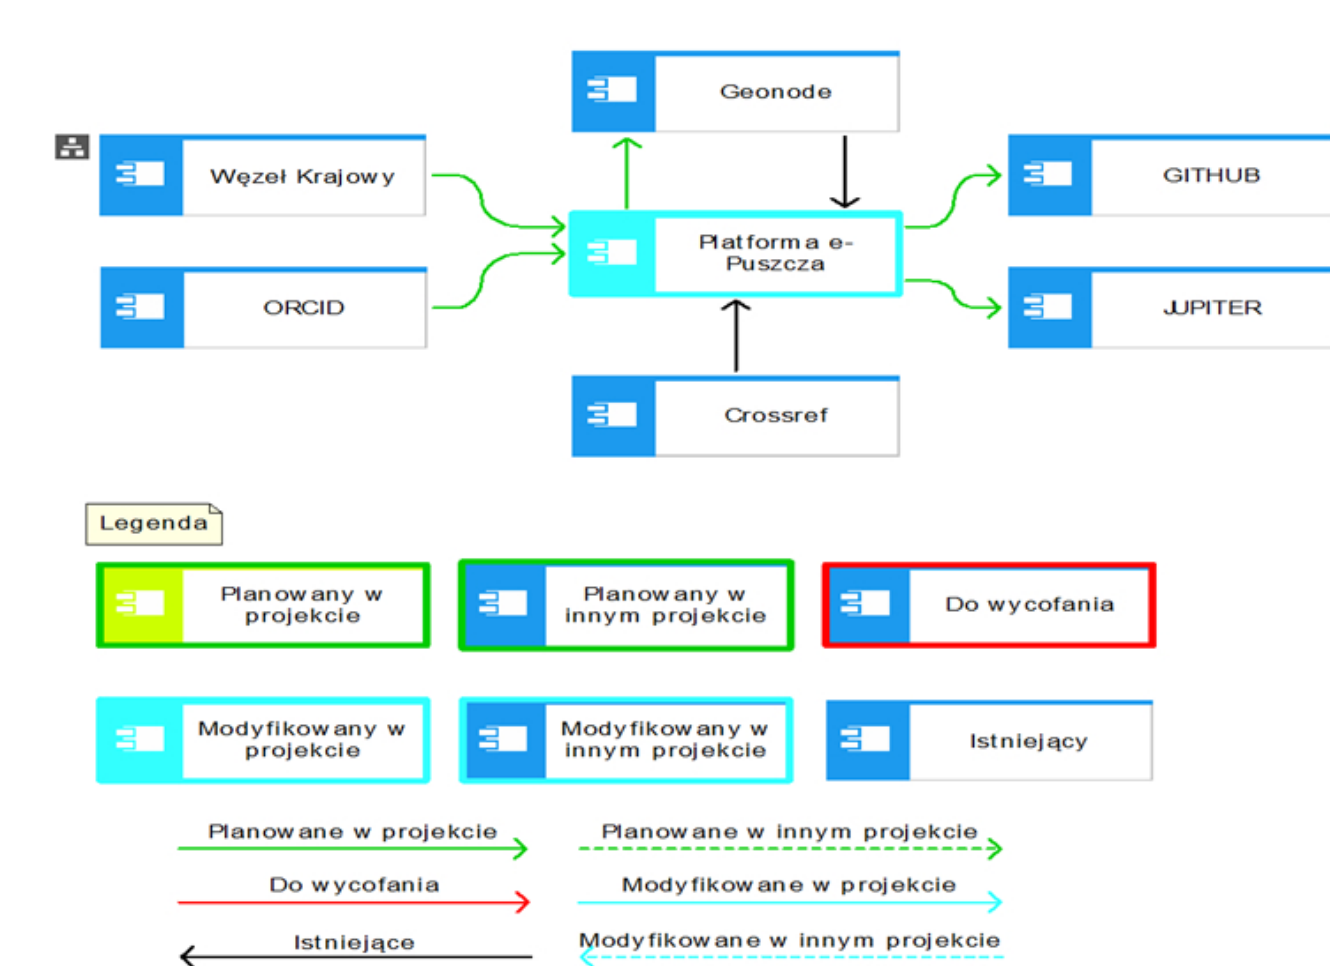 Geonode
Węzeł Krajowy
GITHUB
Platforma e-
Puszcza
ORCID
JUPITER
Crossref
Legenda
Planowany w
projekcie
Planowany w
innym projekcie
Do wycofania
Modyfikowany w
projekcie
Modyfikowany w
innym projekcie
Istniejący
Planowane w projekcie
Planowane w innym projekcie
Do wycofania
Modyfikowane w projekcie
Istniejące
Modyfikowane w innym projekcie